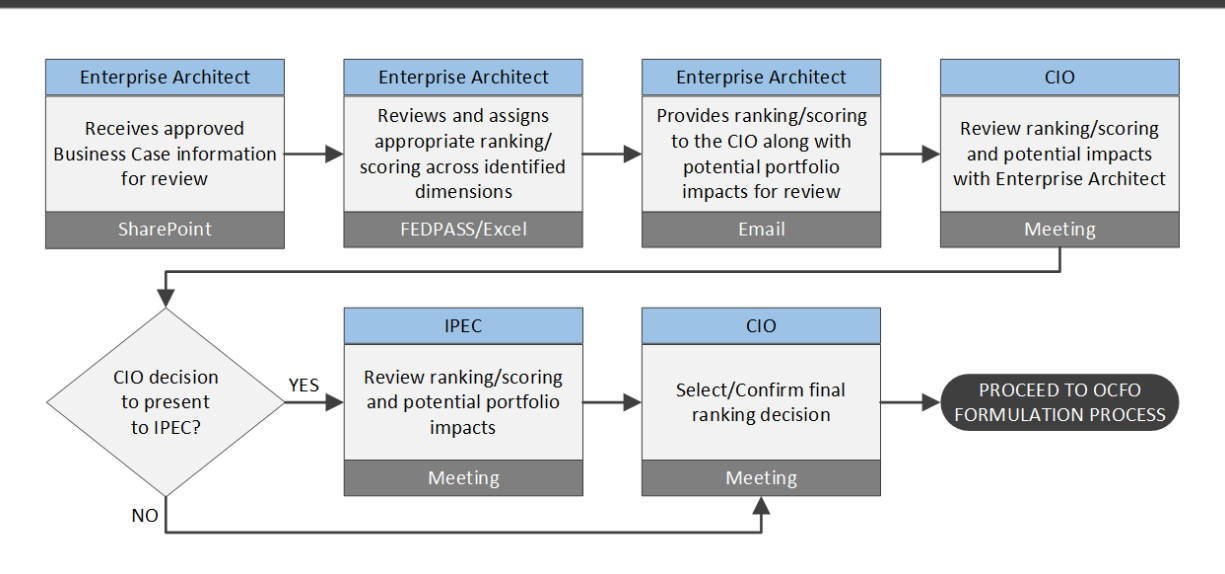 Enterprise Architect
Receives approved
Business Case information
for review
SharePoint
Enterprise Architect
Reviews and assigns
appropriate ranking/
scoring across identified
dimensions
FEDPASS/Excel
Enterprise Architect
Provides ranking/scoring
to the CIO along with
potential portfolio
impacts for review
Email
CIO
Review ranking/scoring
and potential impacts
with Enterprise Architect
Meeting
CIO decision
to present
to IPEC?
YES
NO
IPEC
Review ranking/scoring
and potential portfolio
impacts
Meeting
CIO
Select/Confirm final
ranking decision
Meeting
PROCEED TO OCFO
FORMULATION PROCESS